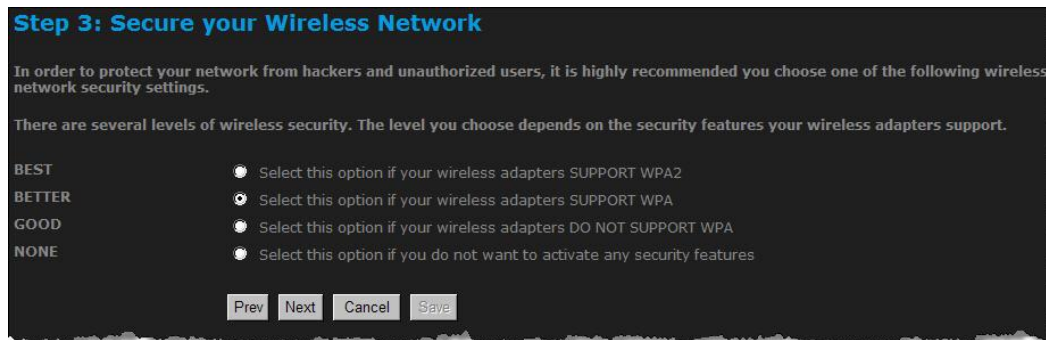 Step 3: Secure your Wireless Network
In order to protect your network from hackers and unauthorized users, it is highly recommended you choose one of the following wireless
network security settings.
There are several levels of wireless security. The level you choose depends on the security features your wireless adapters support.
BEST Select this option if your wireless adapters SUPPORT WPA2
BETTER Select this option if your wireless adapters SUPPORT WPA
GOOD Select this option if your wireless adapters DO NOT SUPPORT WPA
NONE Select this option if you do not want to activate any security features
Prev Next Cancel Save